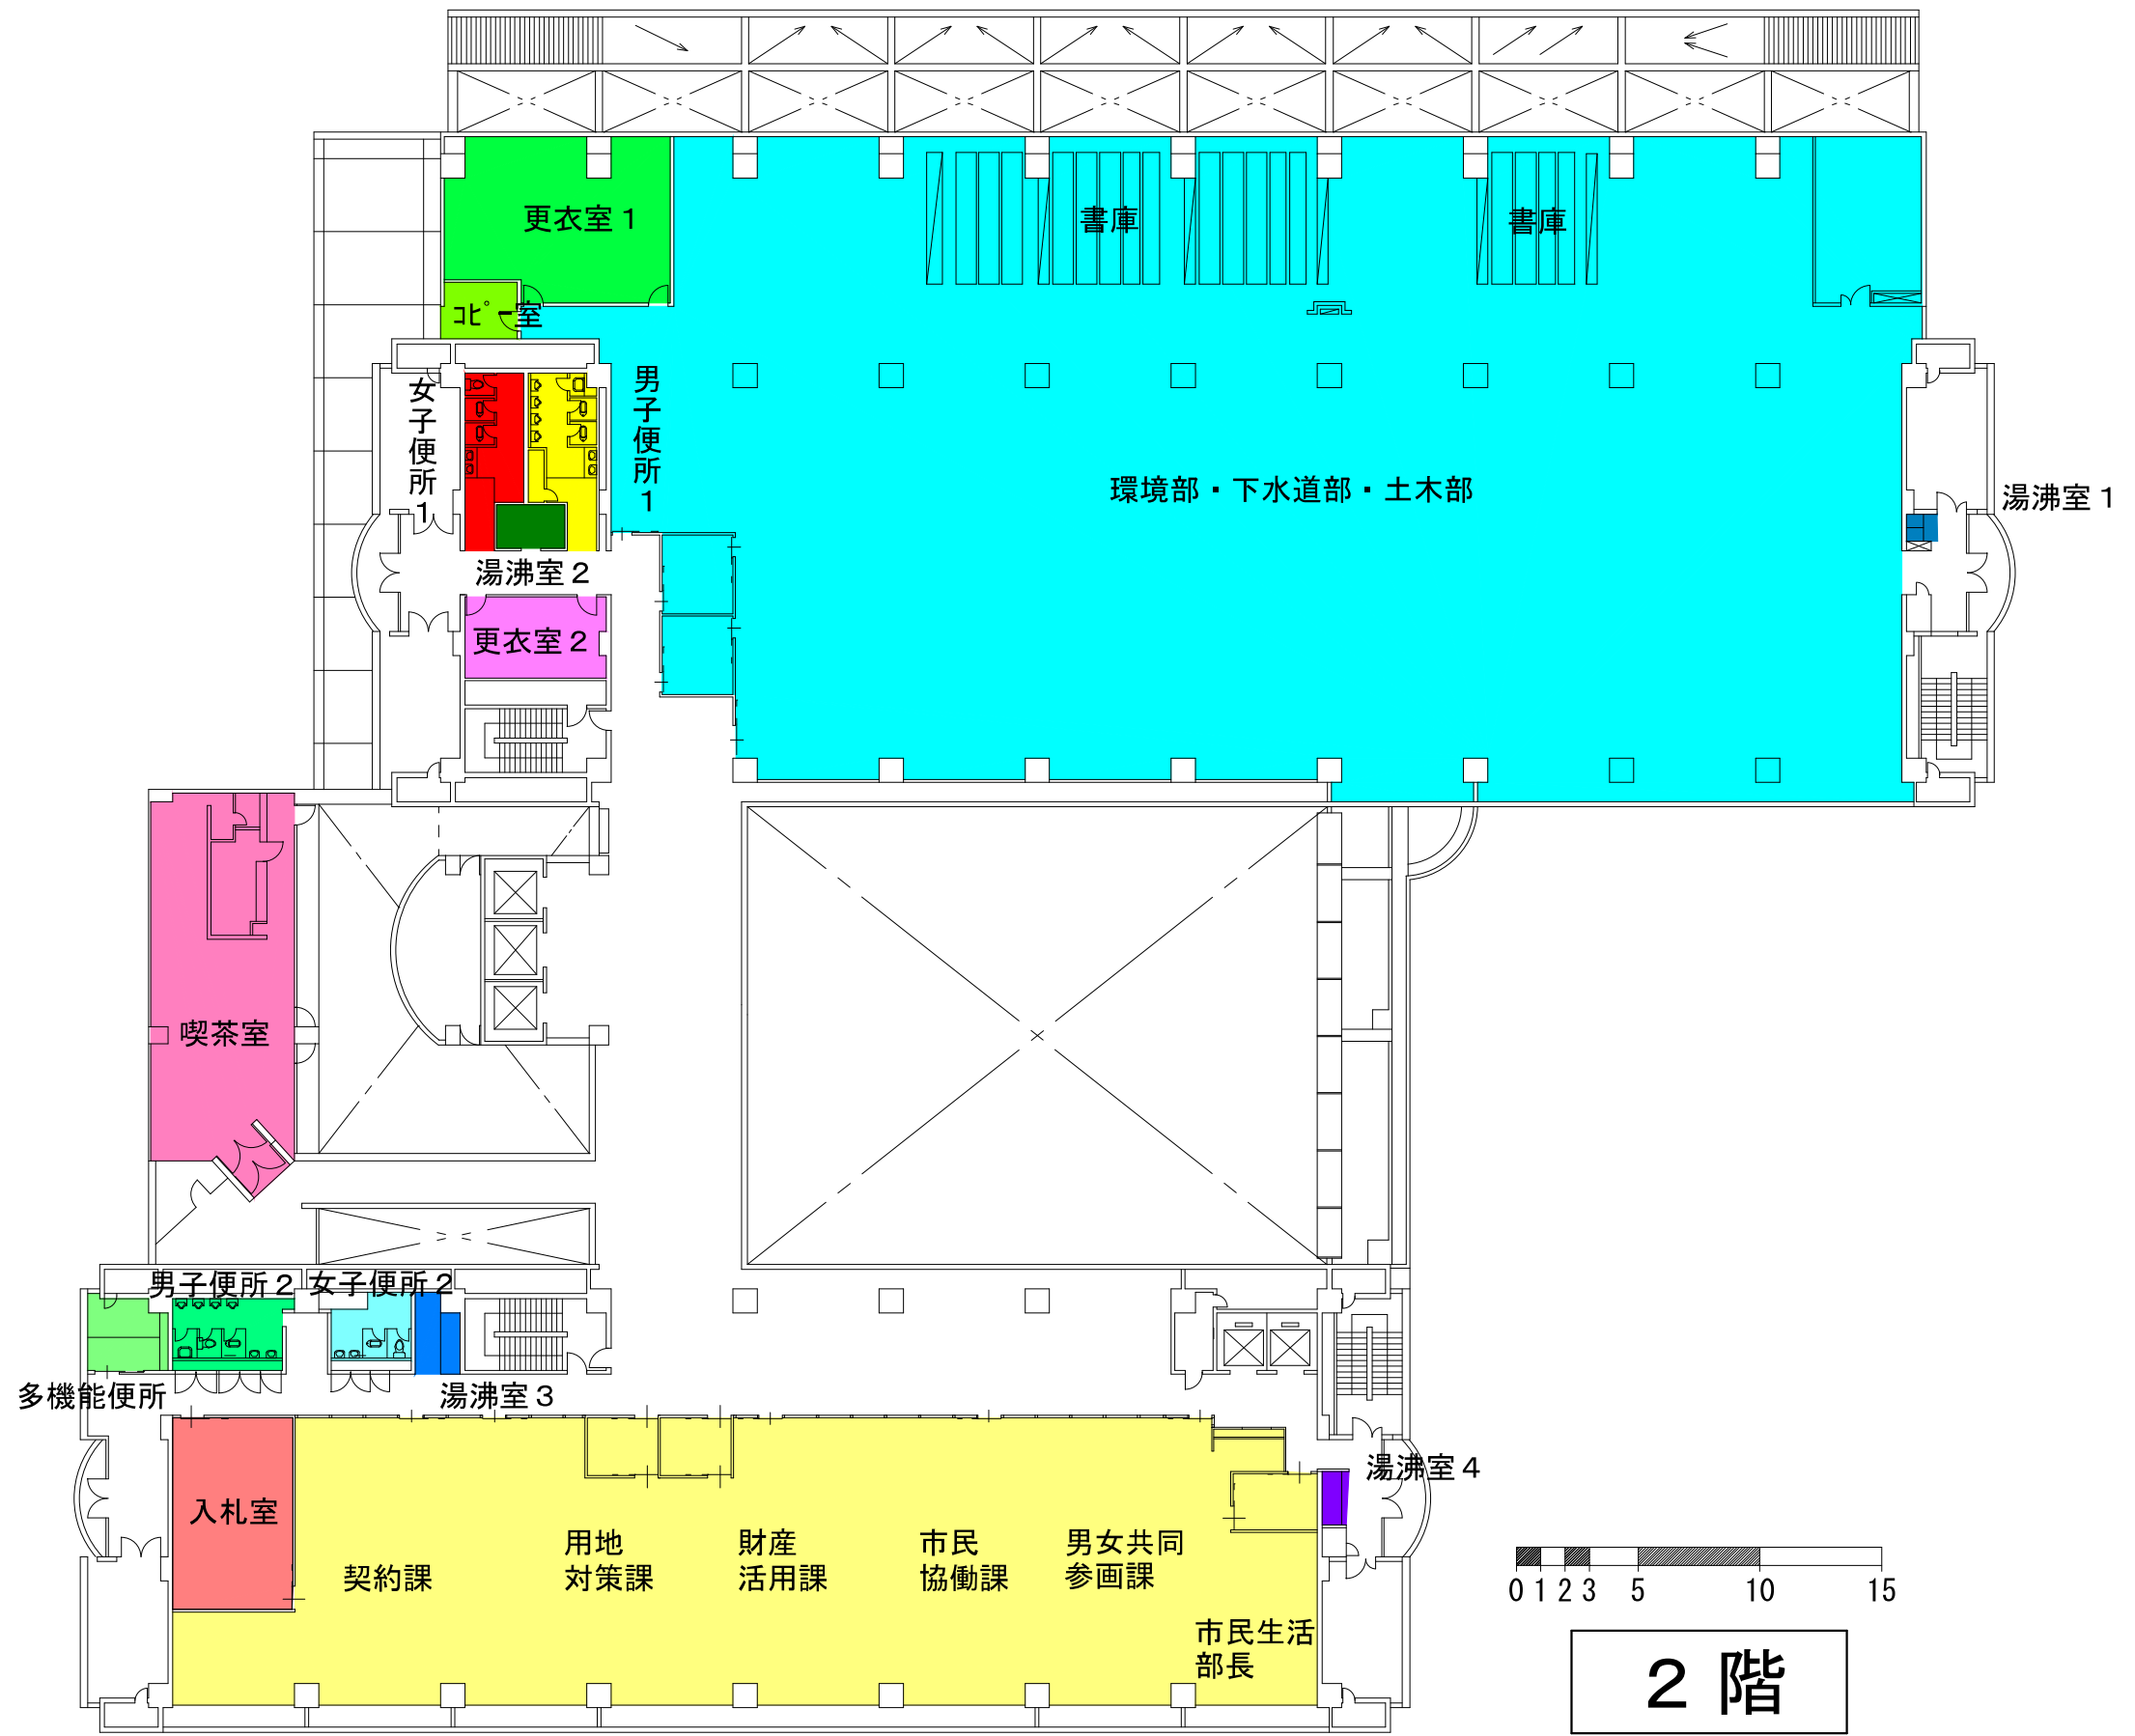 更衣室１
書庫
書庫
ｺﾋﾟｰ室
女子便所1
男子便所1
環境部・下水道部・土木部
湯沸室１
湯沸室２
更衣室２
喫茶室
男子便所２
女子便所２
多機能便所
湯沸室３
湯沸室４
入札室
契約課
用地
対策課
財産
活用課
市民
協働課
男女共同
参画課
市民生活
部長
0 1 2 3 5 10 15
２階